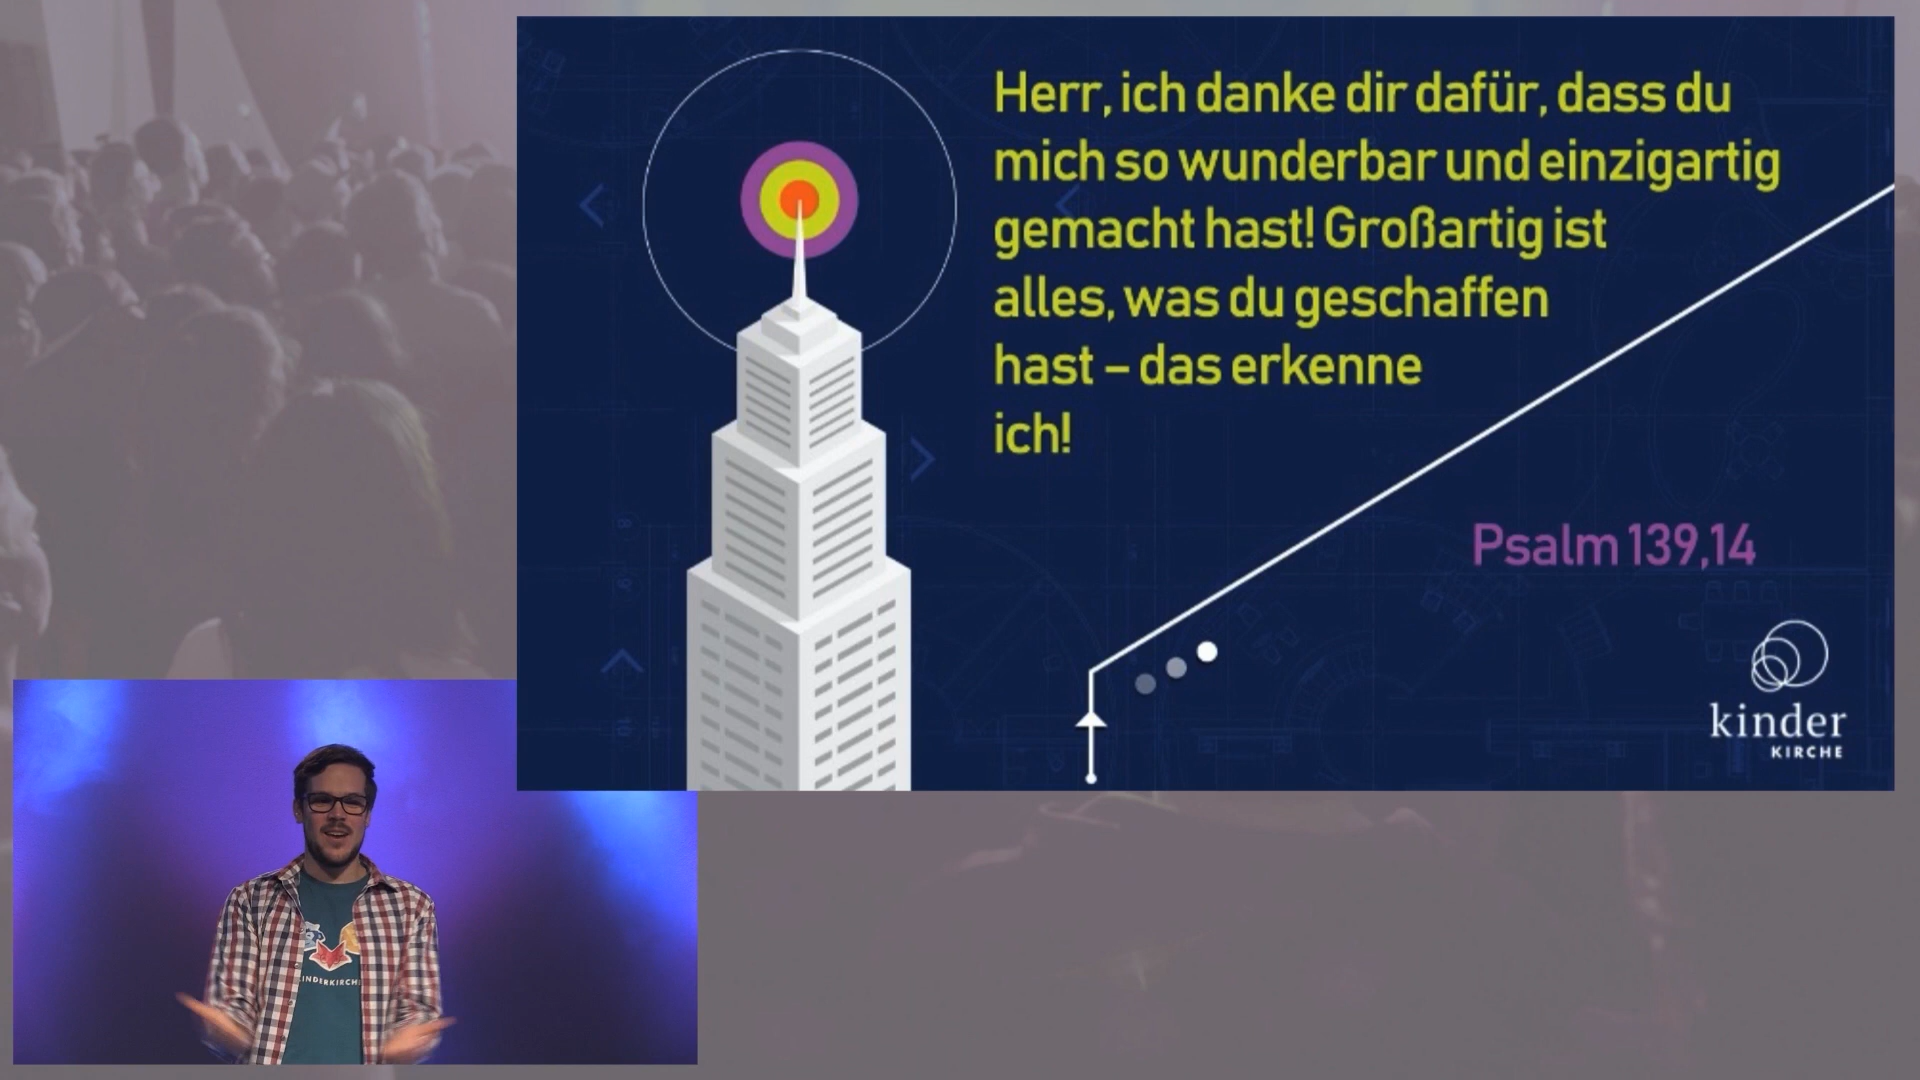 Herr, ich danke dir dafür, dass du
mich so wunderbar und einzigartig
gemacht hast! Großartig ist
alles, was du geschaffen
hast – das erkenne
ich!
Psalm 139,14
kinder
KIRCHE
INDERKIRCH